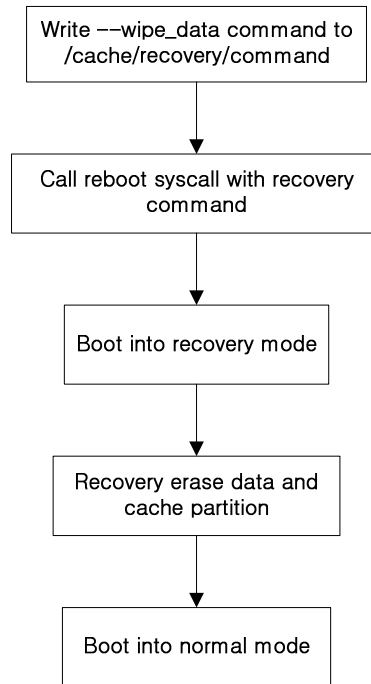 Write --wipe_data command to
/cache/recovery/command
Call reboot syscall with recovery
command
Boot into recovery mode
Recovery erase data and
cache partition
Boot into normal mode